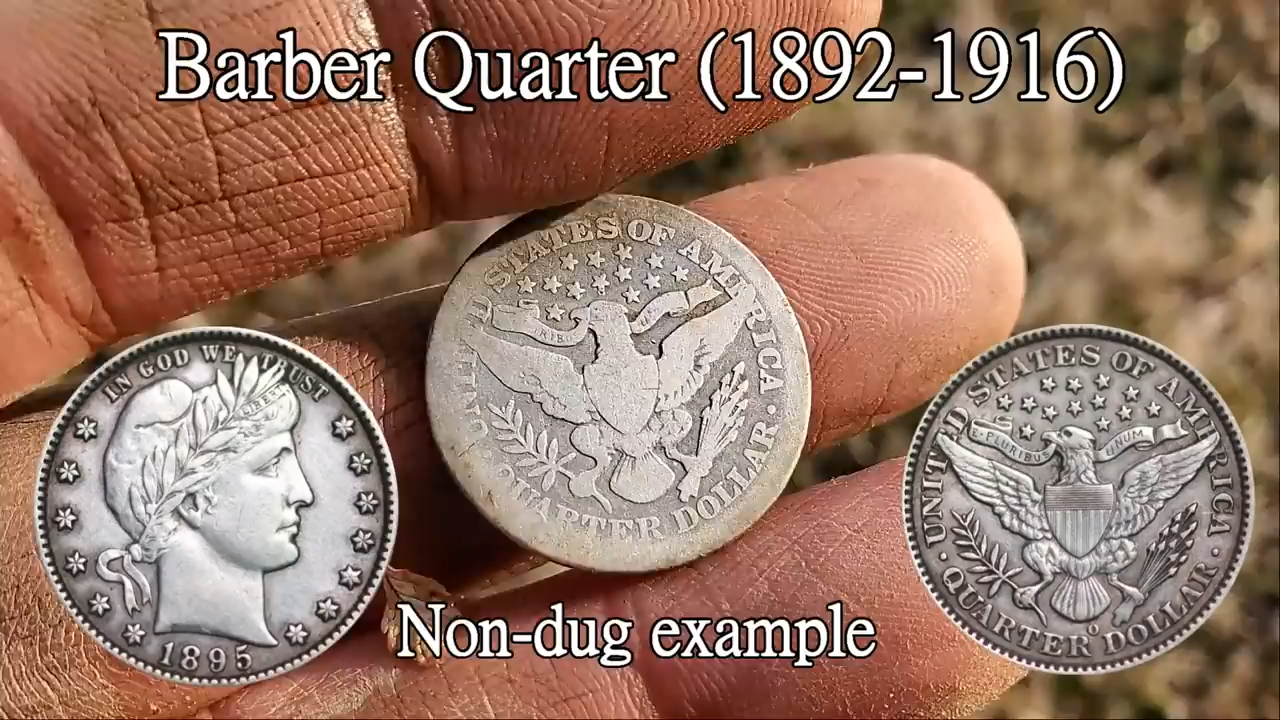 Barber Quarter (1892-1916)
STATES OF AMERICA
QUARTER DOLLAR
IN GOD WE TRUST
LIBERTY
1895
UNITED STATES OF AMERICA
E·PLURIBUS UNUM
QUARTER DOLLAR
O
Non-dug example